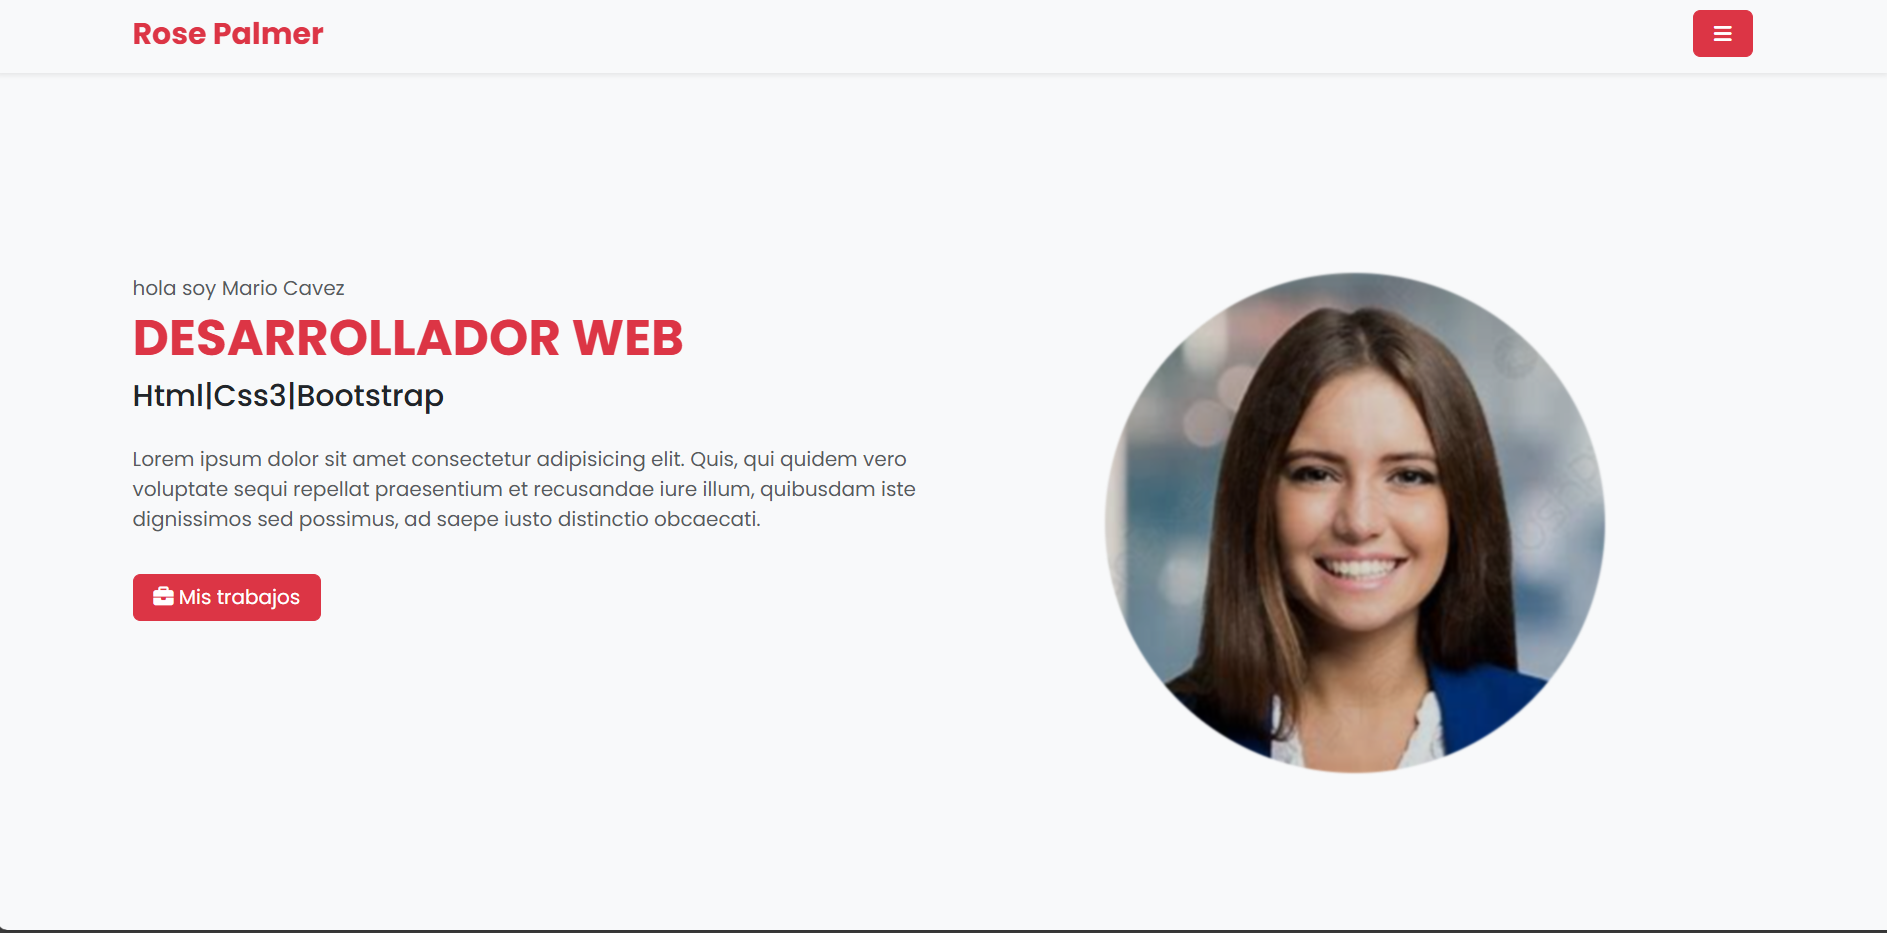 Rose Palmer
hola soy Mario Cavez
DESARROLLADOR WEB
Html|Css3|Bootstrap
Lorem ipsum dolor sit amet consectetur adipisicing elit. Quis, qui quidem vero
voluptate sequi repellat praesentium et recusandae iure illum, quibusdam iste
dignissimos sed possimus, ad saepe iusto distinctio obcaecati.
Mis trabajos